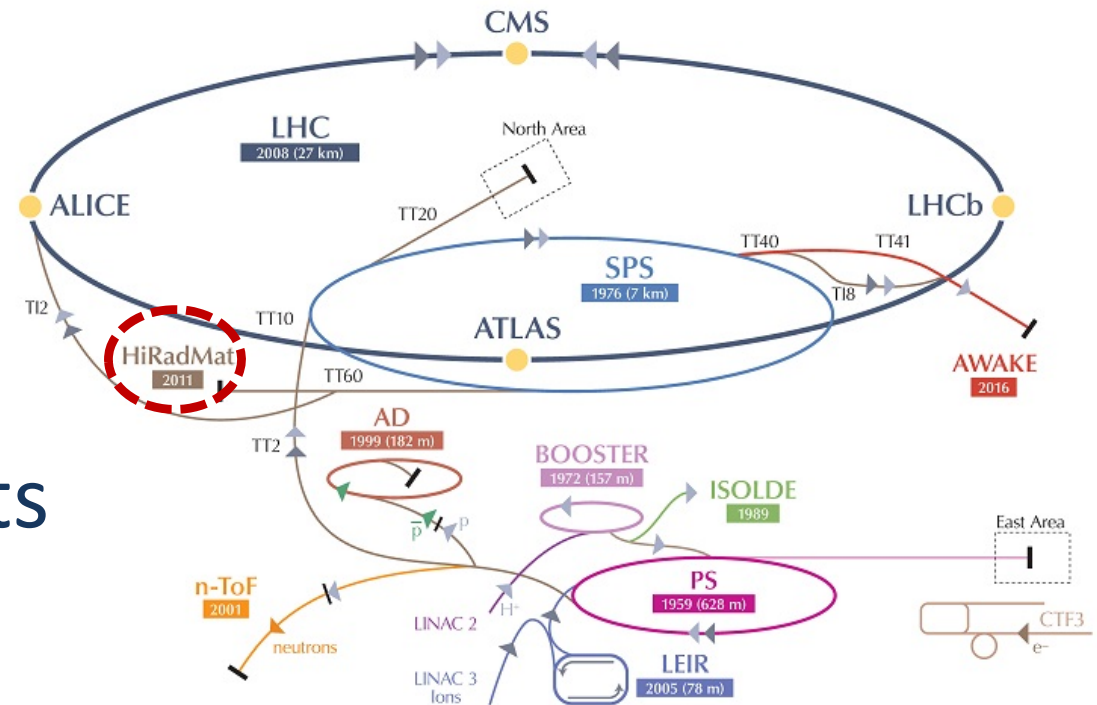 CMS
LHC
2008 (27 km)
North Area
ALICE
TT20
LHCb
TT40
TT41
SPS
1976 (7 km)
TI2
TI8
TT10
ATLAS
HiRadMat
2011
TT60
AWAKE
2016
AD
1999 (182 m)
TT2
BOOSTER
1972 (157 m)
ISOLDE
1989
ts
p̅
p
East Area
n-ToF
2001
PS
1959 (628 m)
H-
LINAC 2
neutrons
CTF3
e-
LEIR
2005 (78 m)
LINAC 3
Ions